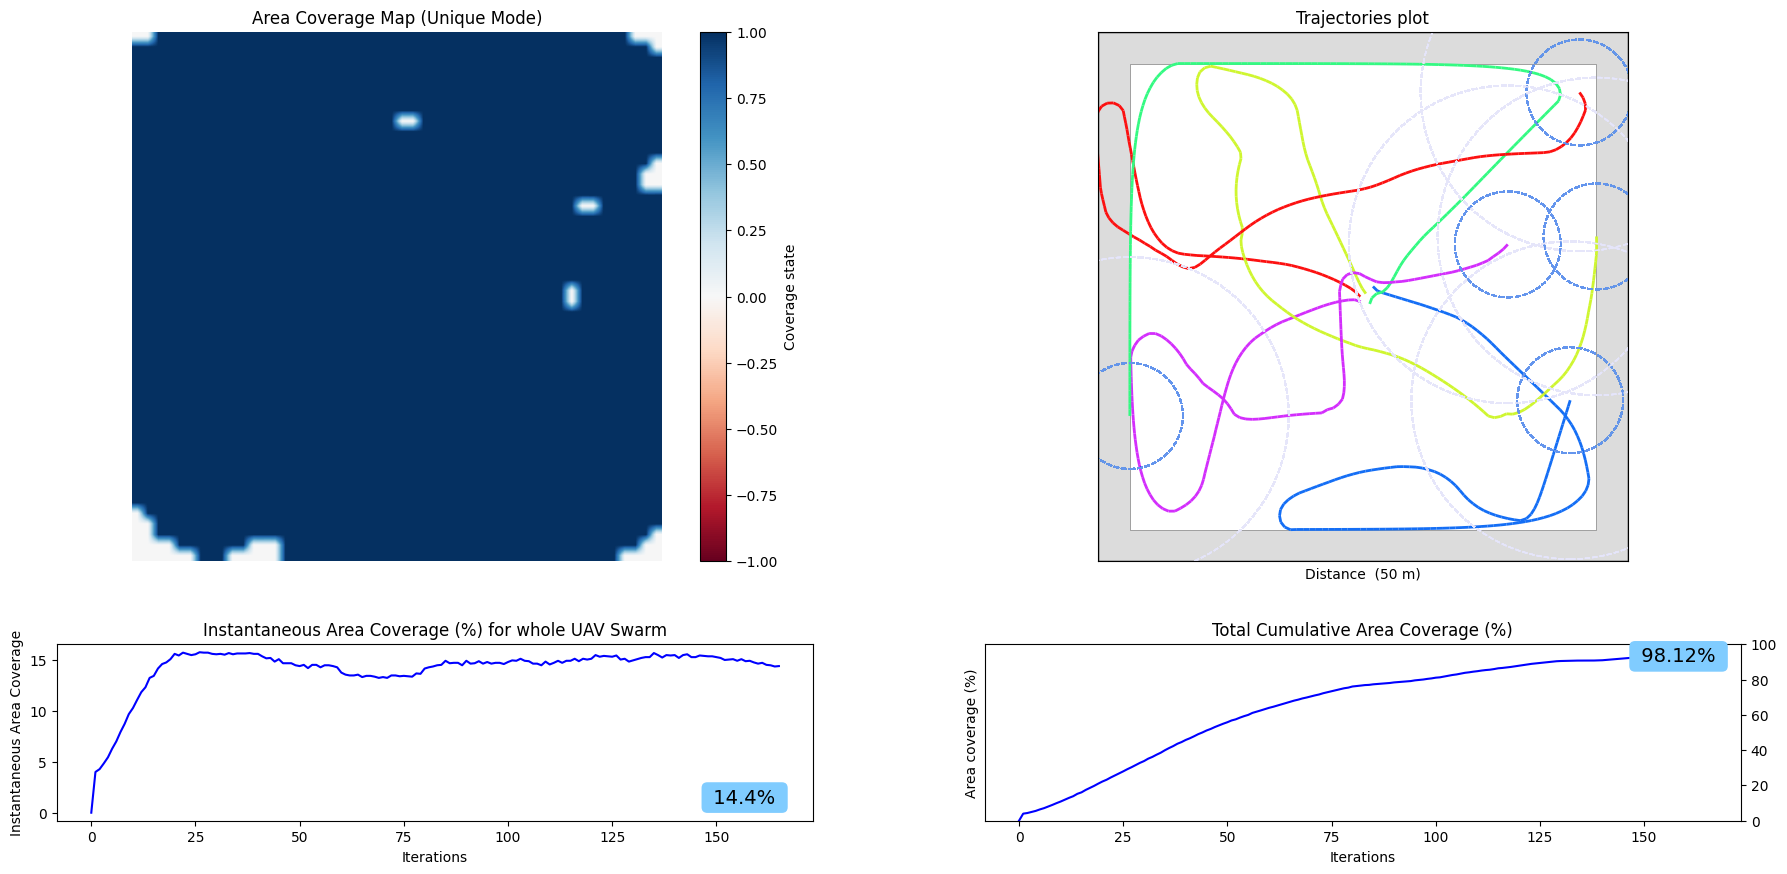 Area Coverage Map (Unique Mode)
1.00
0.75
0.50
0.25
0.00
−0.25
−0.50
−0.75
−1.00
Coverage state
Trajectories plot
Distance  (50 m)
Instantaneous Area Coverage (%) for whole UAV Swarm
Instantaneous Area Coverage
15
10
5
0
14.4%
0 25 50 75 100 125 150
Iterations
Total Cumulative Area Coverage (%)
Area coverage (%)
98.12%
100
80
60
40
20
0
0 25 50 75 100 125 150
Iterations